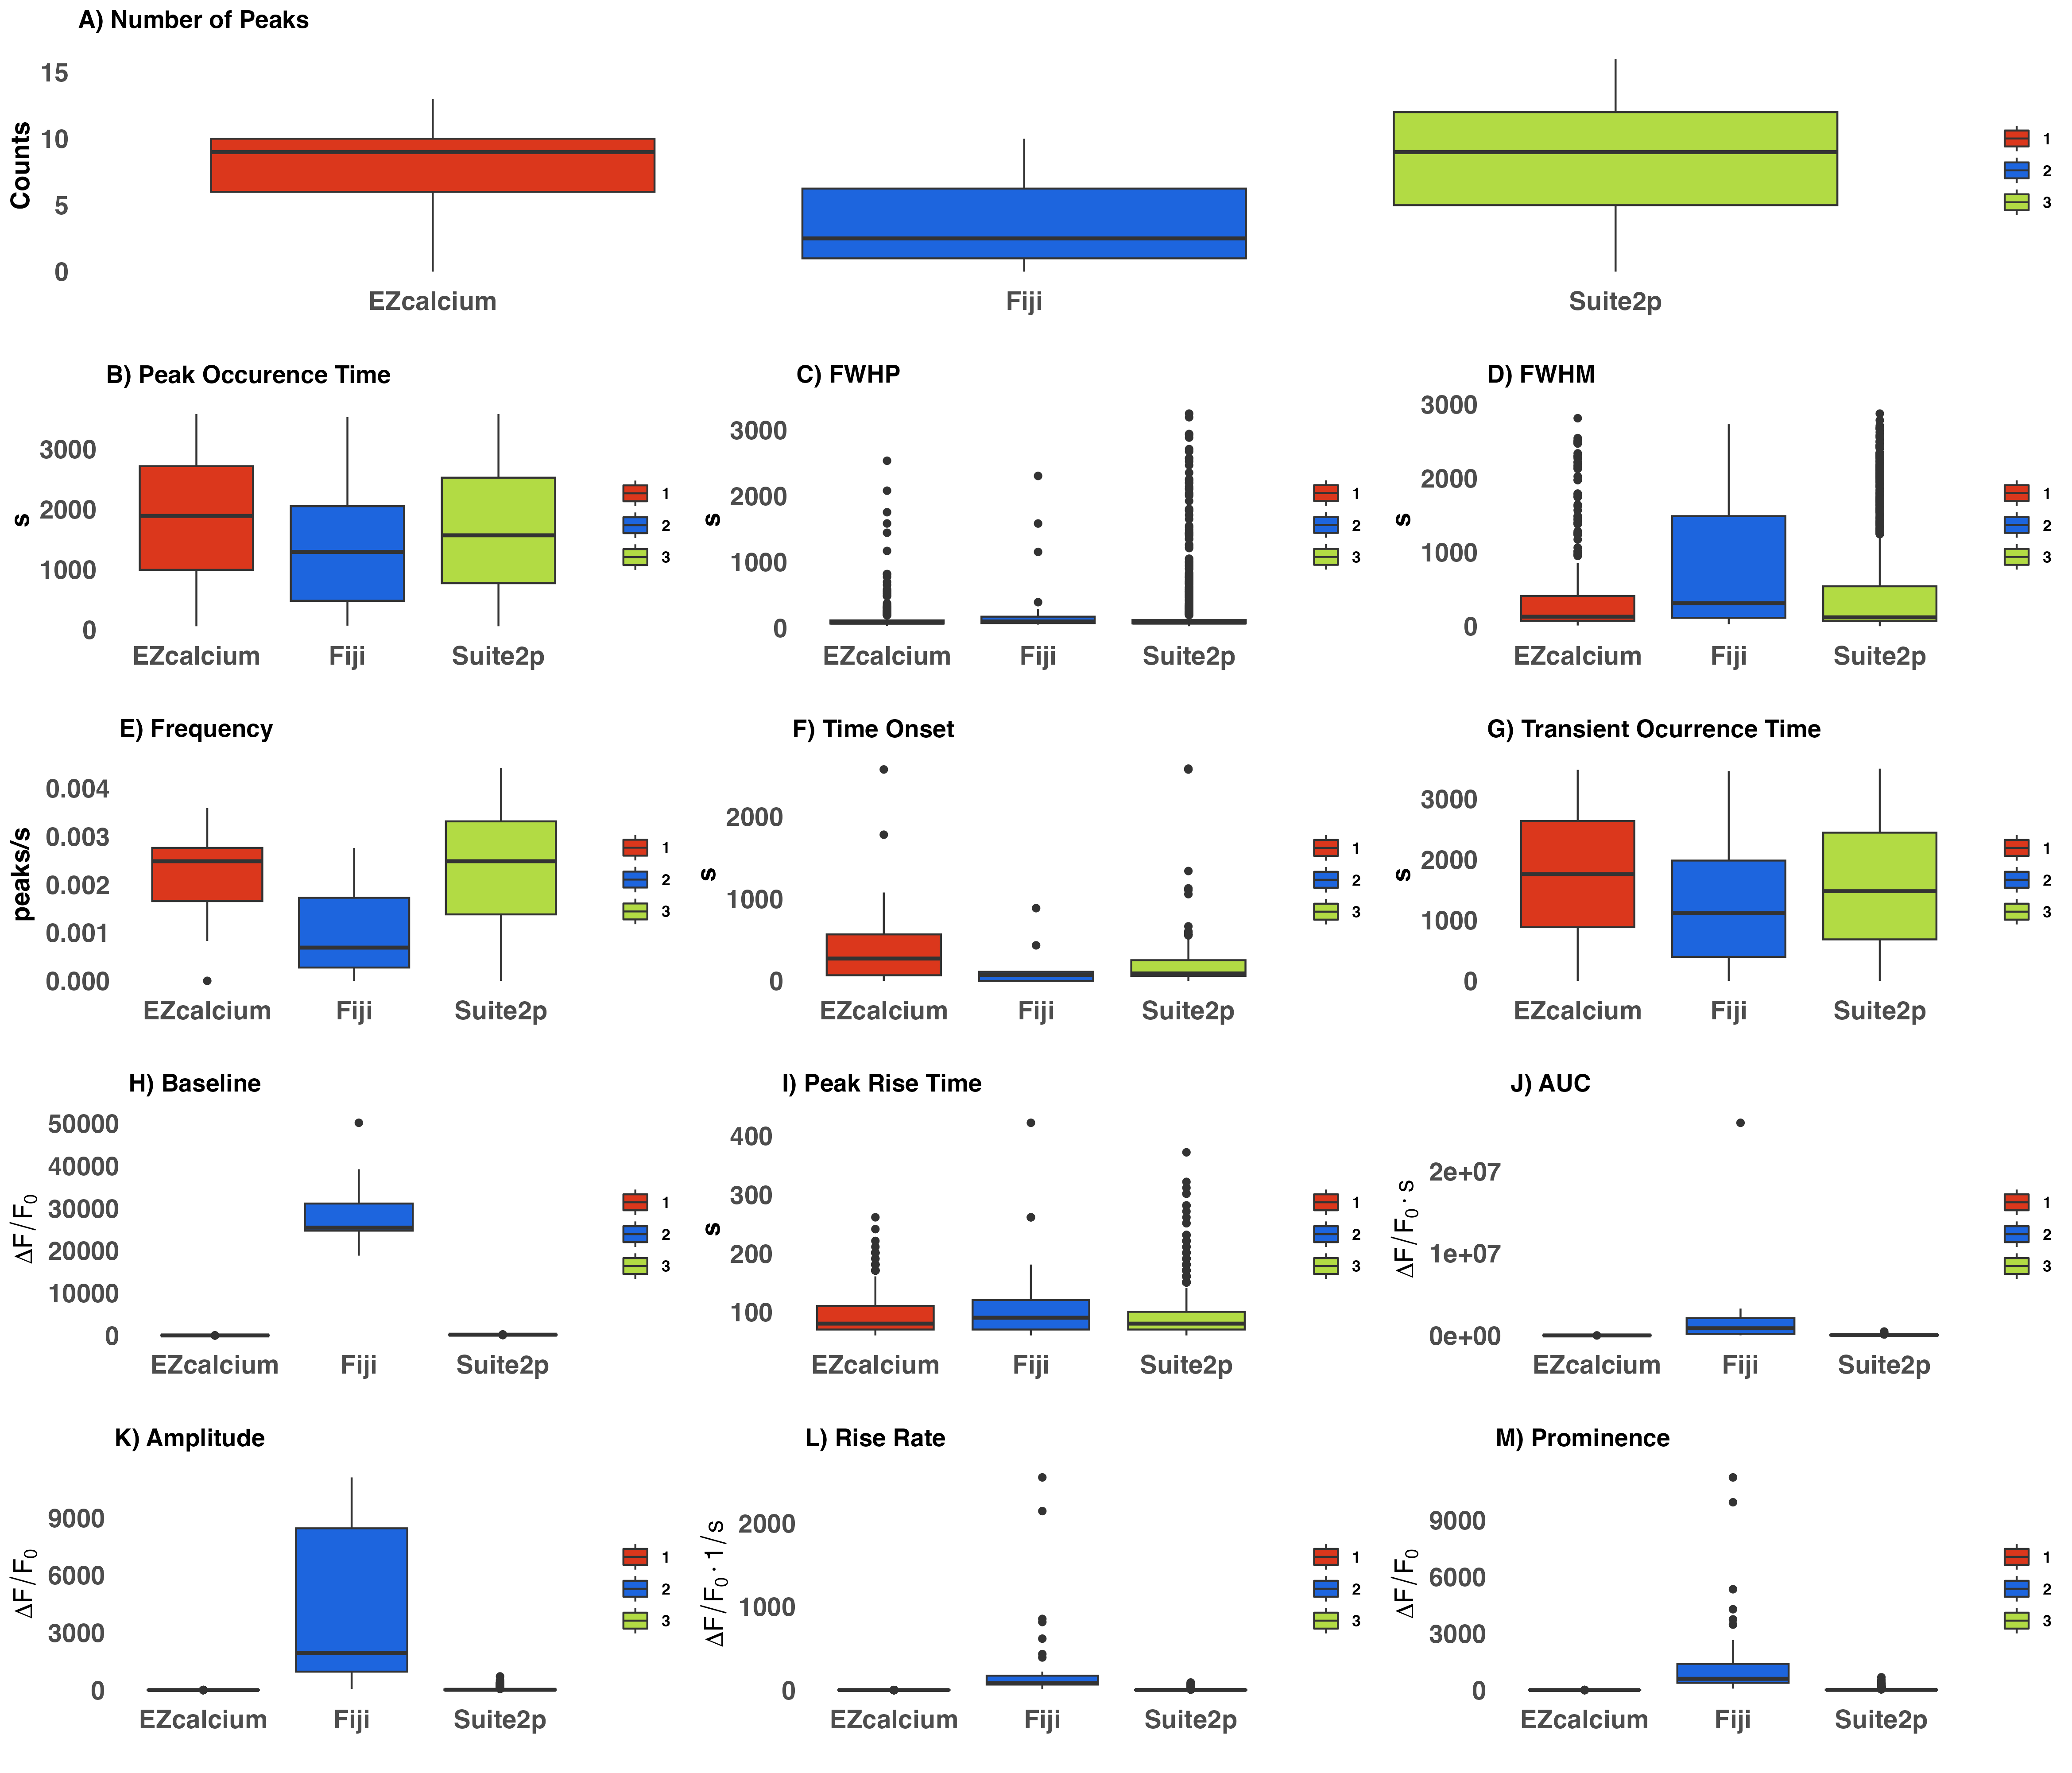 A) Number of Peaks
Counts
15
10
5
0
EZcalcium Fiji Suite2p
1
2
3
B) Peak Occurence Time
s
3000
2000
1000
0
EZcalcium Fiji Suite2p
1
2
3
C) FWHP
s
3000
2000
1000
0
EZcalcium Fiji Suite2p
1
2
3
D) FWHM
s
3000
2000
1000
0
EZcalcium Fiji Suite2p
1
2
3
E) Frequency
peaks/s
0.004
0.003
0.002
0.001
0.000
EZcalcium Fiji Suite2p
1
2
3
F) Time Onset
s
2000
1000
0
EZcalcium Fiji Suite2p
1
2
3
G) Transient Ocurrence Time
s
3000
2000
1000
0
EZcalcium Fiji Suite2p
1
2
3
H) Baseline
ΔF/F₀
50000
40000
30000
20000
10000
0
EZcalcium Fiji Suite2p
1
2
3
I) Peak Rise Time
s
400
300
200
100
EZcalcium Fiji Suite2p
1
2
3
J) AUC
ΔF/F₀·s
2e+07
1e+07
0e+00
EZcalcium Fiji Suite2p
1
2
3
K) Amplitude
ΔF/F₀
9000
6000
3000
0
EZcalcium Fiji Suite2p
1
2
3
L) Rise Rate
ΔF/F₀·1/s
2000
1000
0
EZcalcium Fiji Suite2p
1
2
3
M) Prominence
ΔF/F₀
9000
6000
3000
0
EZcalcium Fiji Suite2p
1
2
3